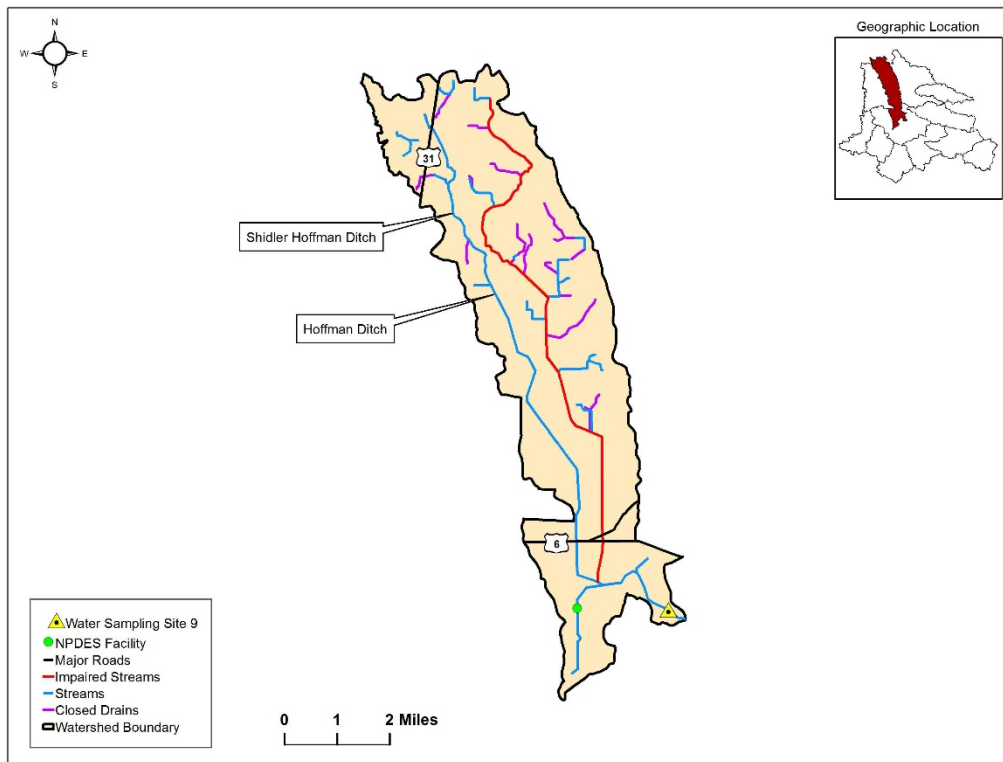 N
W E
S
Geographic Location
31
Shidler Hoffman Ditch
Hoffman Ditch
6
Water Sampling Site 9
NPDES Facility
Major Roads
Impaired Streams
Streams
Closed Drains
Watershed Boundary
0 1 2 Miles